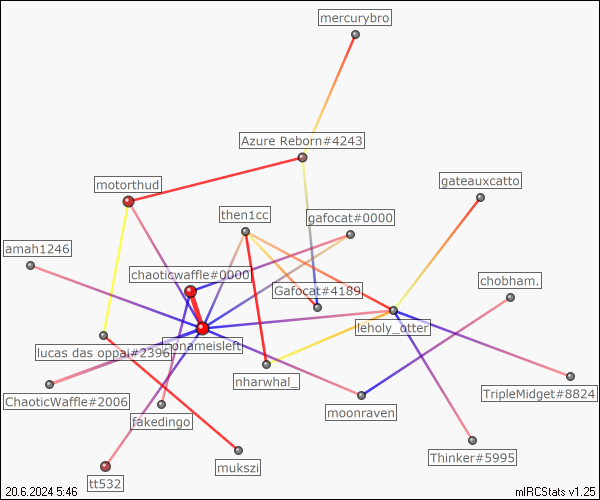 mercurybro
Azure Reborn#4243
motorthud
gateauxcatto
then1cc
gafocat#0000
amah1246
chaoticwaffle#0000
chobham.
Gafocat#4189
leholy_otter
nonameisleft
lucas das oppai#2396
nharwhal_
TripleMidget#8824
ChaoticWaffle#2006
moonraven
fakedingo
Thinker#5995
mukszi
tt532
20.6.2024 5:46
mIRCStats v1.25